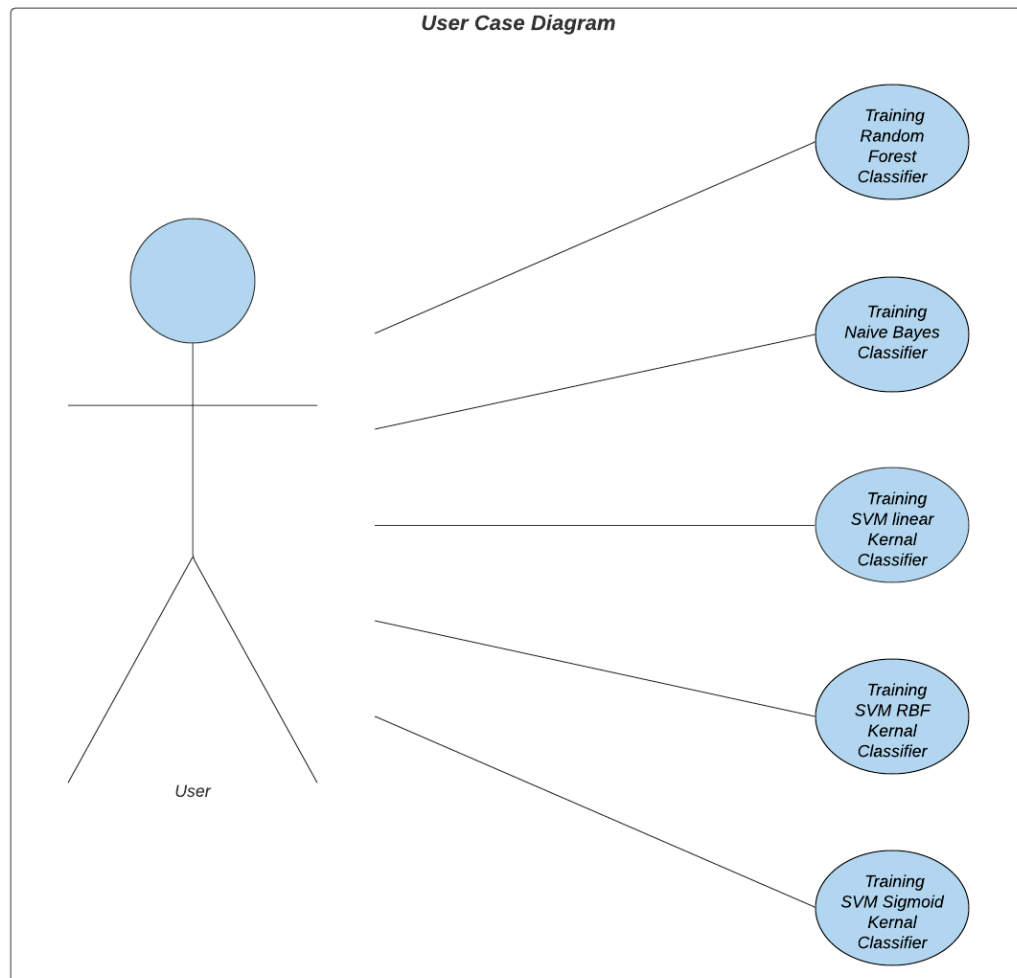 User Case Diagram
Training
Random
Forest
Classifier
Training
Naive Bayes
Classifier
Training
SVM linear
Kernal
Classifier
Training
SVM RBF
Kernal
Classifier
User
Training
SVM Sigmoid
Kernal
Classifier